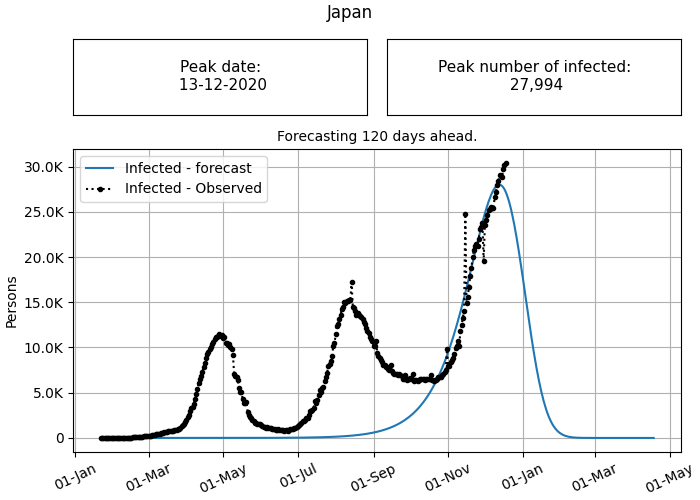 Japan
Peak date:
13-12-2020
Peak number of infected:
27,994
Forecasting 120 days ahead.
Infected - forecast
Infected - Observed
Persons
30.0K
25.0K
20.0K
15.0K
10.0K
5.0K
0
01-Jan
01-Mar
01-May
01-Jul
01-Sep
01-Nov
01-Jan
01-Mar
01-May